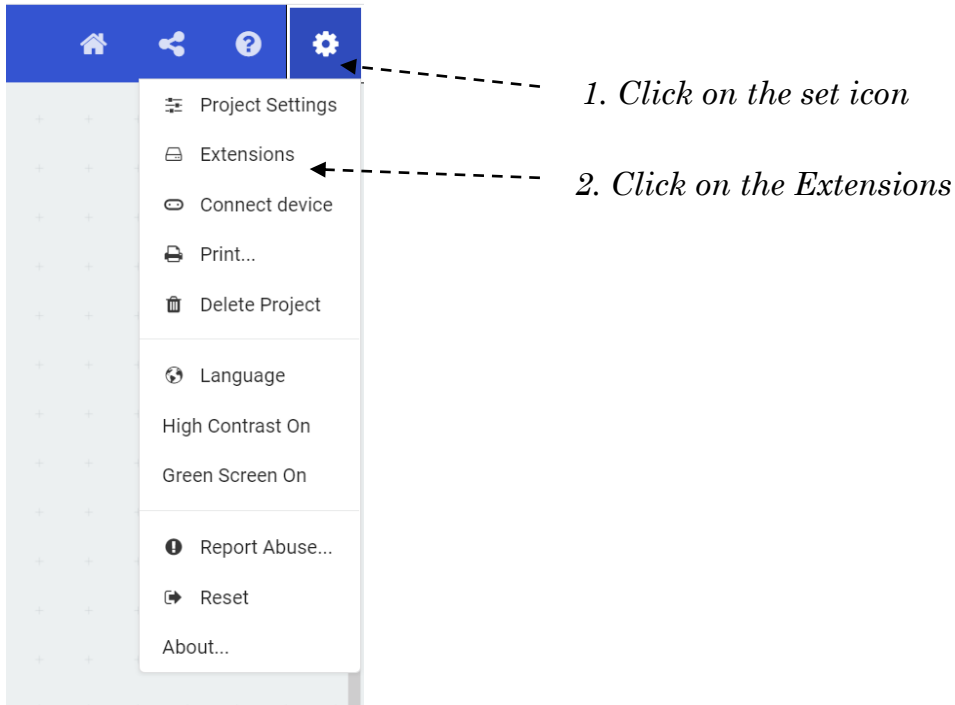 1. Click on the set icon
Project Settings
Extensions
2. Click on the Extensions
Connect device
Print...
Delete Project
Language
High Contrast On
Green Screen On
Report Abuse...
Reset
About...